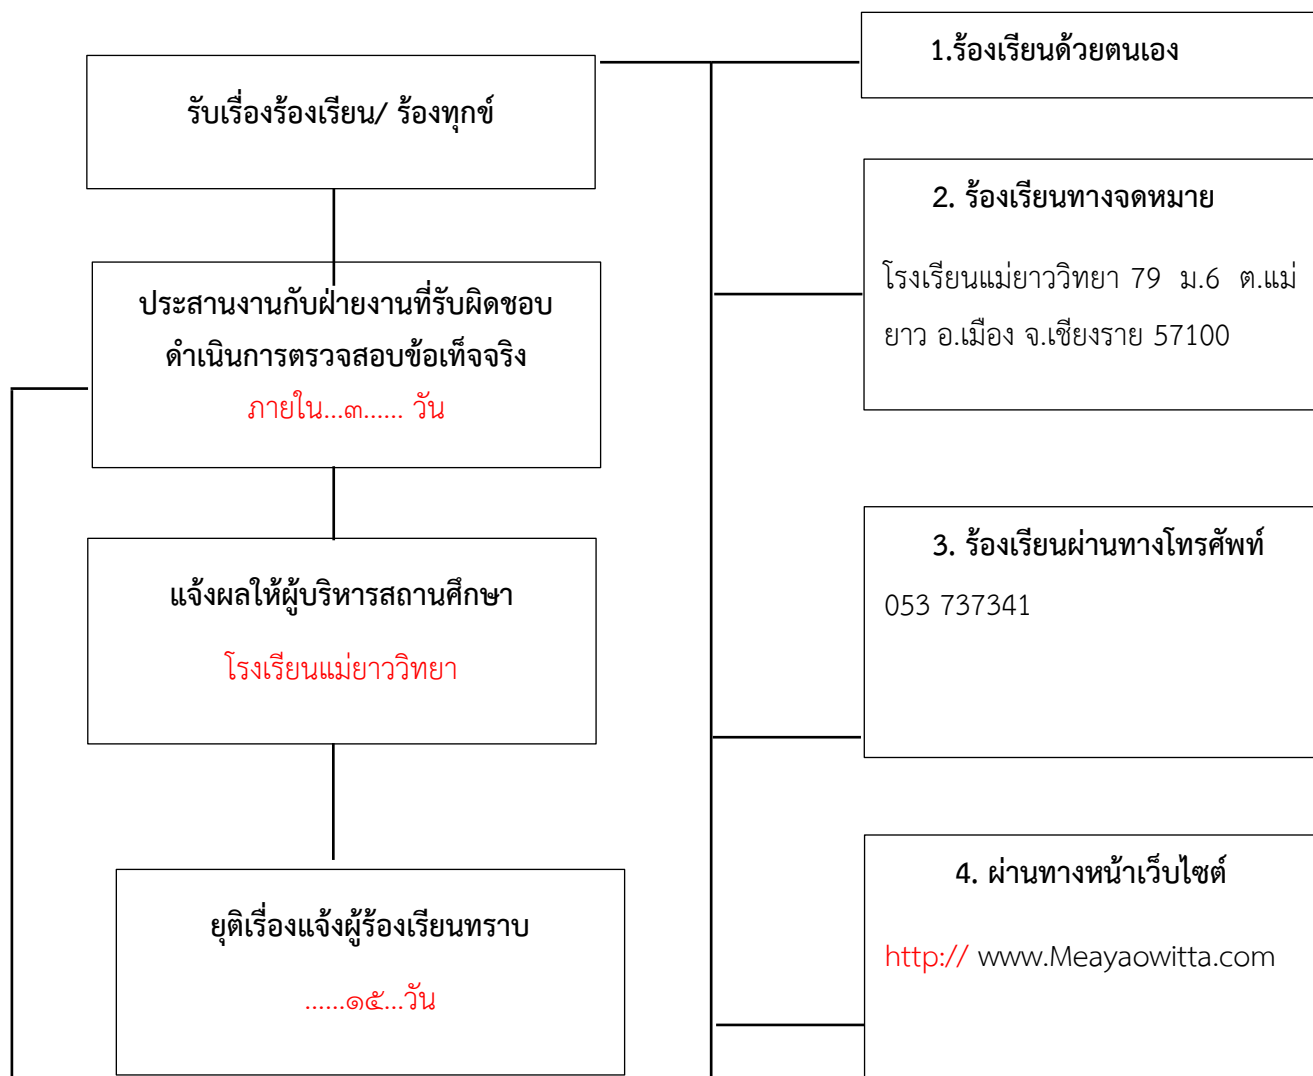 รับเรื่องร้องเรียน/ ร้องทุกข์
ประสานงานกับฝ่ายงานที่รับผิดชอบ
ดำเนินการตรวจสอบข้อเท็จจริง
ภายใน...๓...... วัน
แจ้งผลให้ผู้บริหารสถานศึกษา
โรงเรียนแม่ยาววิทยา
ยุติเรื่องแจ้งผู้ร้องเรียนทราบ
......๑๕...วัน
1.ร้องเรียนด้วยตนเอง
2. ร้องเรียนทางจดหมาย
โรงเรียนแม่ยาววิทยา 79 ม.6 ต.แม่
ยาว อ.เมือง จ.เชียงราย 57100
3. ร้องเรียนผ่านทางโทรศัพท์
053 737341
4. ผ่านทางหน้าเว็บไซต์
http:// www.Meayaowitta.com